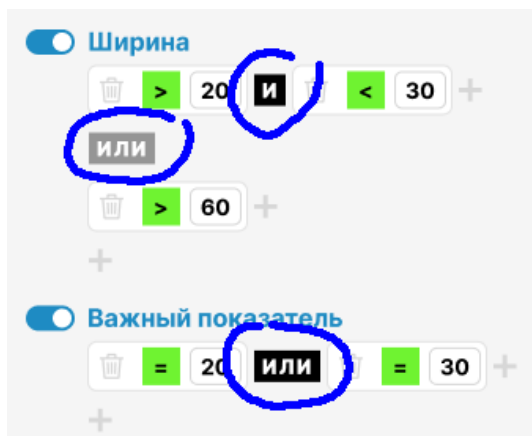 Ширина
> 20 И < 30 +
ИЛИ
> 60 +
+
Важный показатель
= 20 ИЛИ = 30 +
+